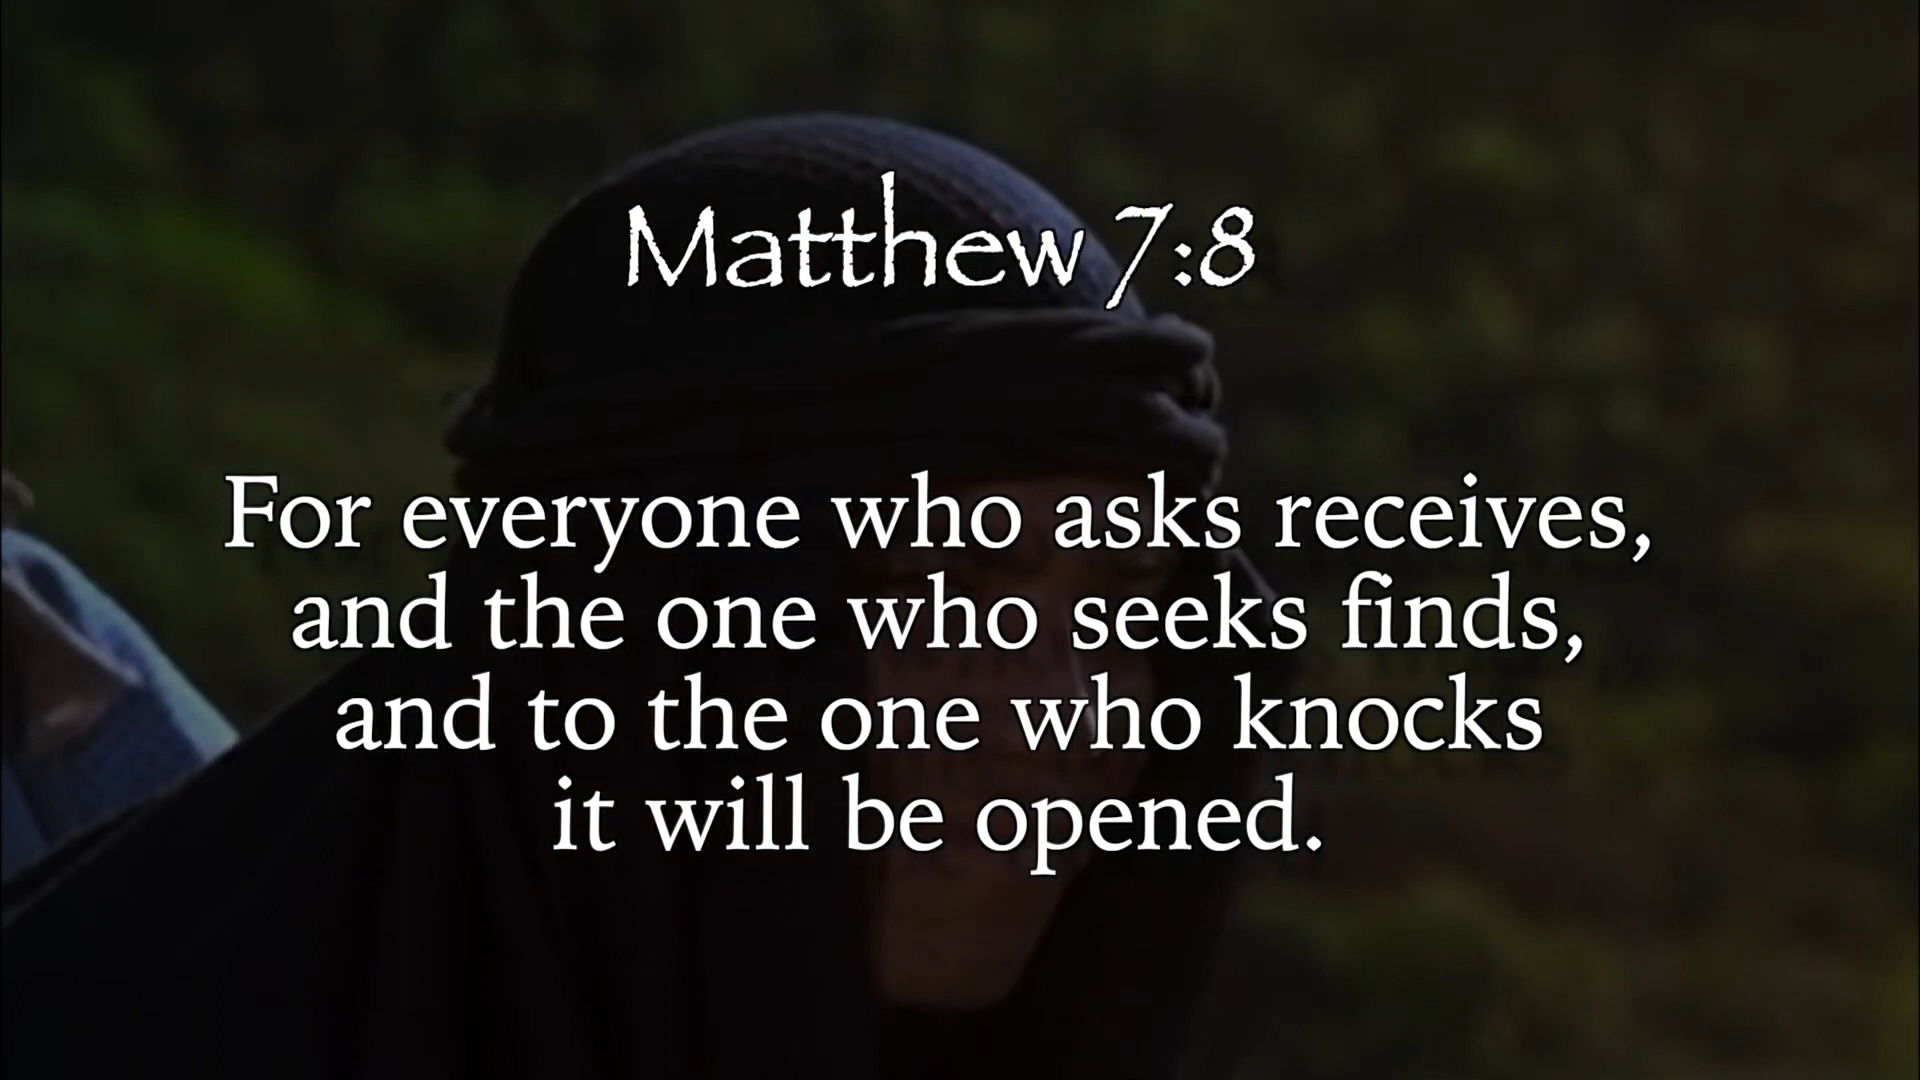 Matthew 7:8
For everyone who asks receives,
and the one who seeks finds,
and to the one who knocks
it will be opened.